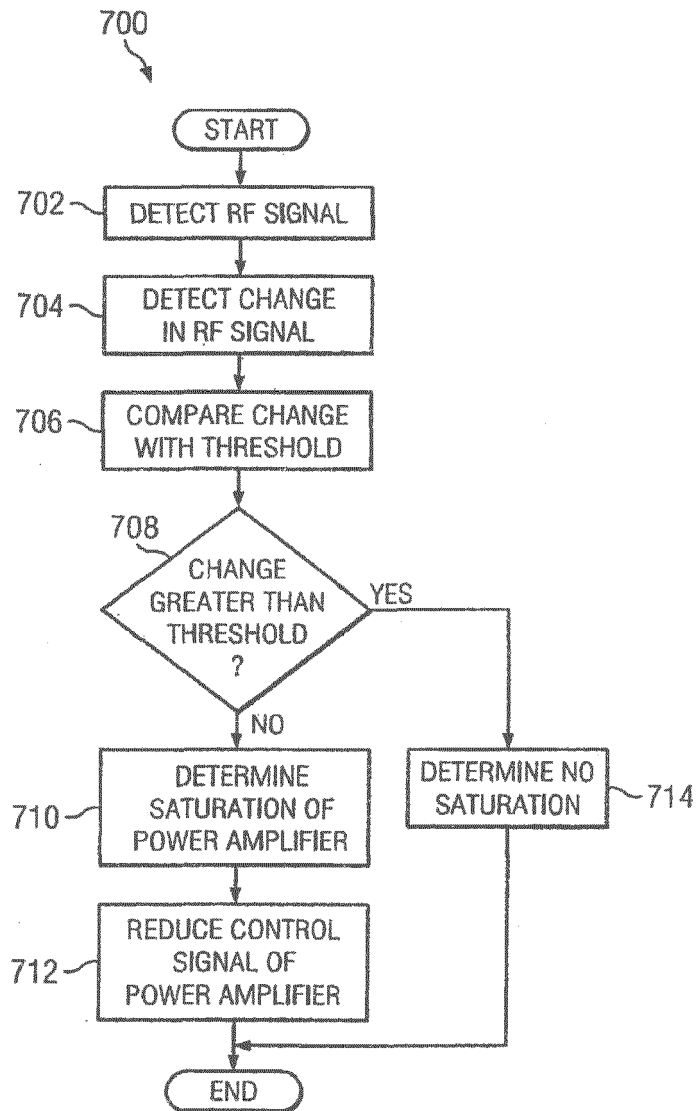 700
START
702
DETECT RF SIGNAL
704
DETECT CHANGE
IN RF SIGNAL
706
COMPARE CHANGE
WITH THRESHOLD
708
CHANGE
GREATER THAN
THRESHOLD
?
YES
NO
710
DETERMINE
SATURATION OF
POWER AMPLIFIER
DETERMINE NO
SATURATION
714
712
REDUCE CONTROL
SIGNAL OF
POWER AMPLIFIER
END